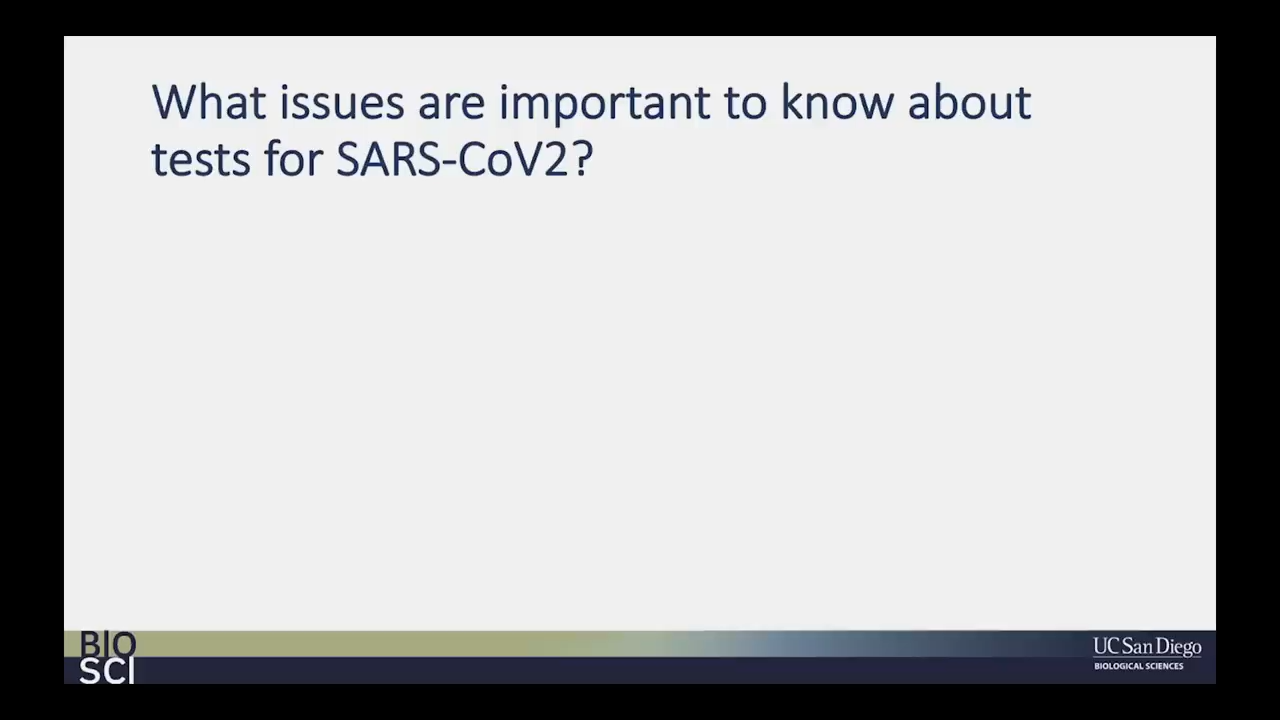 What issues are important to know about
tests for SARS-CoV2?
BIO
SCI
UC San Diego
BIOLOGICAL SCIENCES